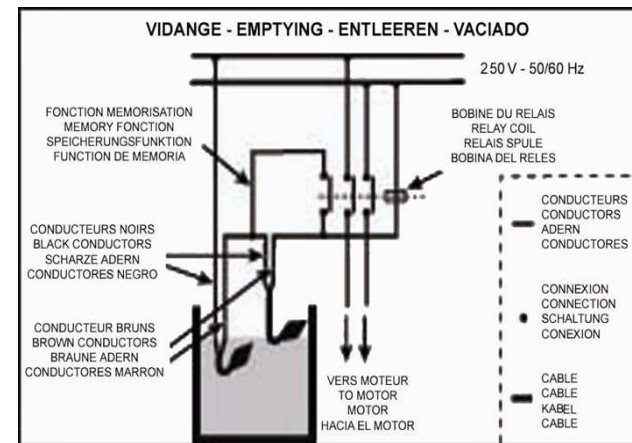 VIDANGE - EMPTYING - ENTLEEREN - VACIADO
250 V - 50/60 Hz
FONCTION MEMORISATION
MEMORY FONCTION
SPEICHERUNGSFUNKTION
FUNCTION DE MEMORIA
BOBINE DU RELAIS
RELAY COIL
RELAIS SPULE
BOBINA DEL RELES
CONDUCTEURS NOIRS
BLACK CONDUCTORS
SCHARZE ADERN
CONDUCTORES NEGRO
CONDUCTEUR BRUNS
BROWN CONDUCTORS
BRAUNE ADERN
CONDUCTORES MARRON
VERS MOTEUR
TO MOTOR
MOTOR
HACIA EL MOTOR
CONDUCTEURS
CONDUCTORS
ADERN
CONDUCTORES
CONNEXION
CONNECTION
SCHALTUNG
CONEXION
CABLE
CABLE
KABEL
CABLE